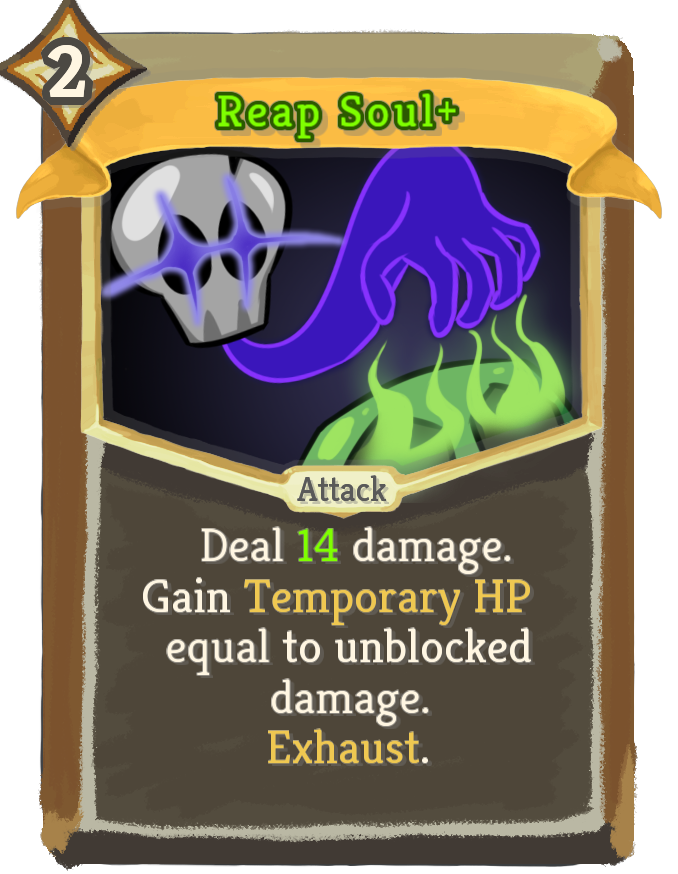 2
Reap Soul+
Attack
Deal 14 damage.
Gain Temporary HP
equal to unblocked
damage.
Exhaust.